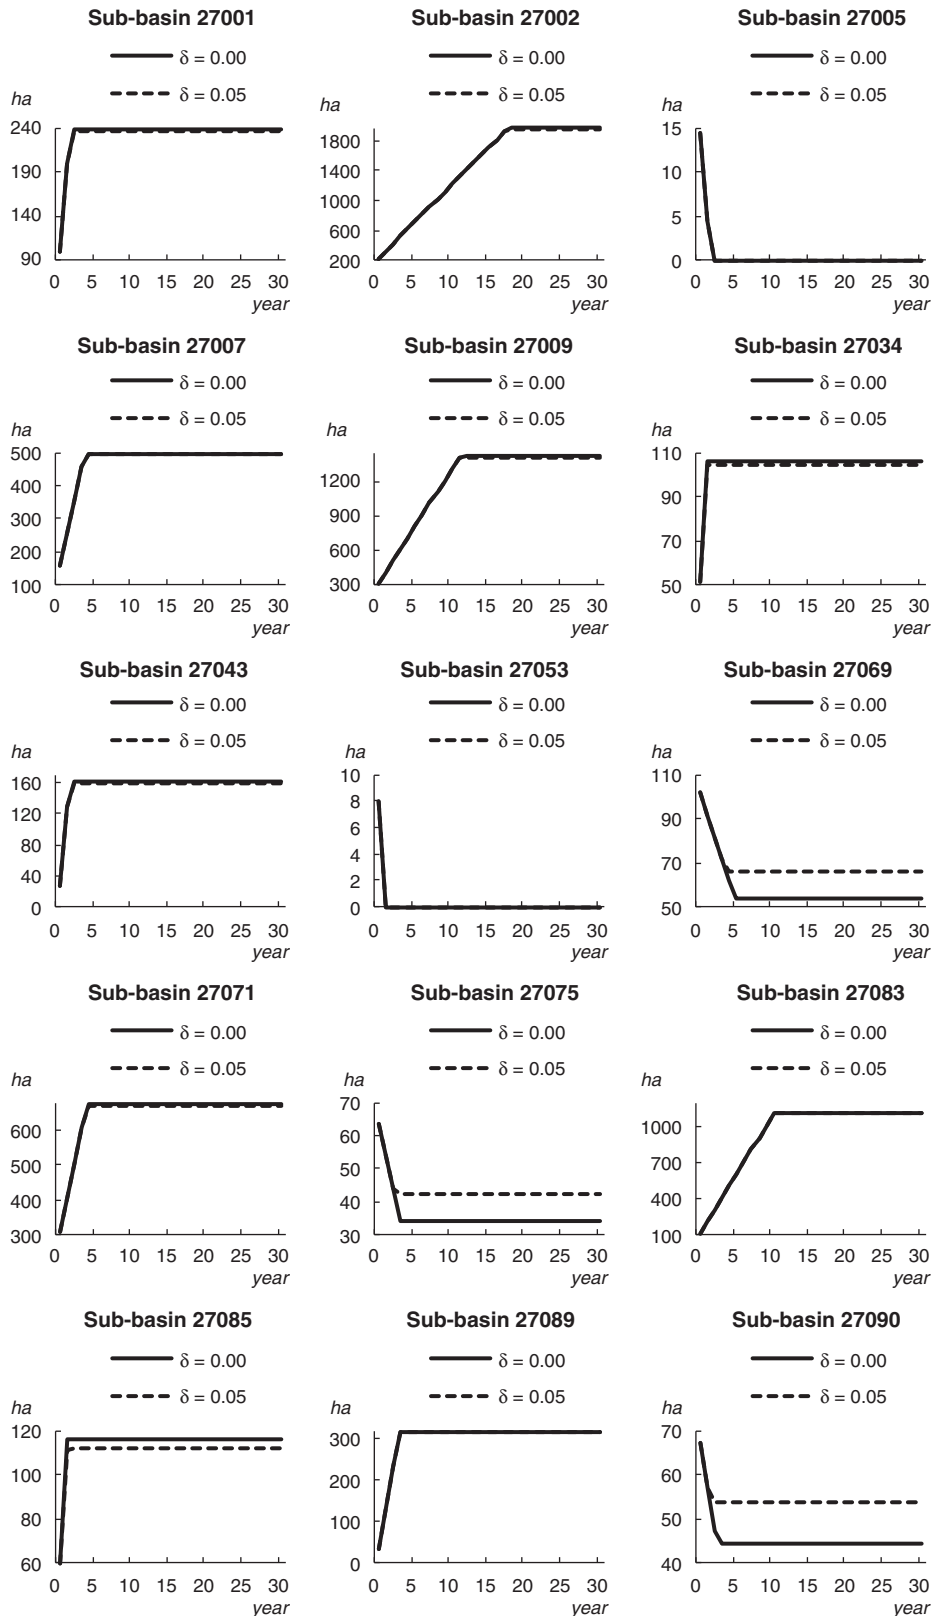 Sub-basin 27001
δ = 0.00
δ = 0.05
ha
240
190
140
90
0 5 10 15 20 25 30
year
Sub-basin 27002
δ = 0.00
δ = 0.05
ha
1800
1400
1000
600
200
0 5 10 15 20 25 30
year
Sub-basin 27005
δ = 0.00
δ = 0.05
ha
15
10
5
0
0 5 10 15 20 25 30
year
Sub-basin 27007
δ = 0.00
δ = 0.05
ha
500
400
300
200
100
0 5 10 15 20 25 30
year
Sub-basin 27009
δ = 0.00
δ = 0.05
ha
1200
900
600
300
0 5 10 15 20 25 30
year
Sub-basin 27034
δ = 0.00
δ = 0.05
ha
110
90
70
50
0 5 10 15 20 25 30
year
Sub-basin 27043
δ = 0.00
δ = 0.05
ha
160
120
80
40
0
0 5 10 15 20 25 30
year
Sub-basin 27053
δ = 0.00
δ = 0.05
ha
10
8
6
4
2
0
0 5 10 15 20 25 30
year
Sub-basin 27069
δ = 0.00
δ = 0.05
ha
110
90
70
50
0 5 10 15 20 25 30
year
Sub-basin 27071
δ = 0.00
δ = 0.05
ha
600
500
400
300
0 5 10 15 20 25 30
year
Sub-basin 27075
δ = 0.00
δ = 0.05
ha
70
60
50
40
30
0 5 10 15 20 25 30
year
Sub-basin 27083
δ = 0.00
δ = 0.05
ha
1000
700
400
100
0 5 10 15 20 25 30
year
Sub-basin 27085
δ = 0.00
δ = 0.05
ha
120
100
80
60
0 5 10 15 20 25 30
year
Sub-basin 27089
δ = 0.00
δ = 0.05
ha
300
200
100
0
0 5 10 15 20 25 30
year
Sub-basin 27090
δ = 0.00
δ = 0.05
ha
70
60
50
40
0 5 10 15 20 25 30
year